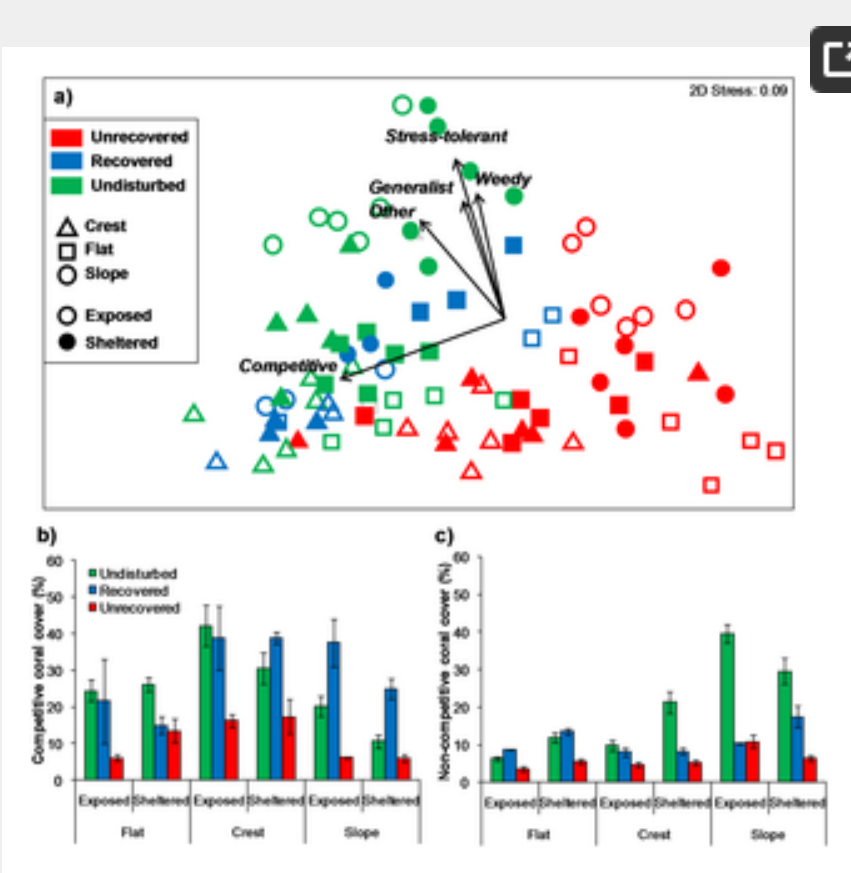 a)
2D Stress: 0.09
Unrecovered
Recovered
Undisturbed
Crest
Flat
Slope
Exposed
Sheltered
Stress-tolerant
Weedy
Generalist
Other
Competitive
b)
Competitive coral cover (%)
60
50
40
30
20
10
0
Undisturbed
Recovered
Unrecovered
Exposed Sheltered Exposed Sheltered Exposed Sheltered
Flat Crest Slope
c)
Non-competitive coral cover (%)
60
50
40
30
20
10
0
Exposed Sheltered Exposed Sheltered Exposed Sheltered
Flat Crest Slope